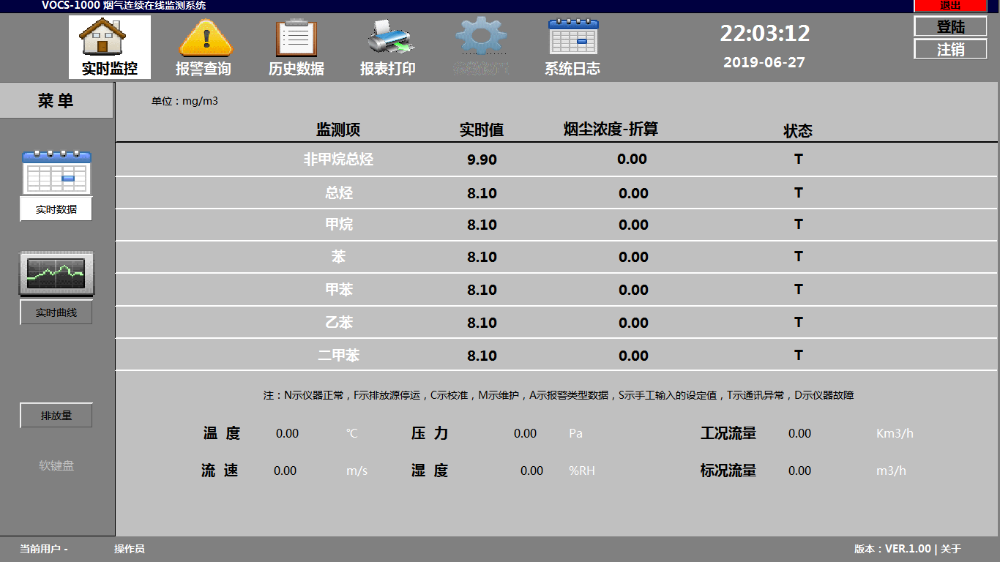 VOCS-1000 烟气连续在线监测系统
退出
实时监控 报警查询 历史数据 报表打印 系统日志
22:03:12
2019-06-27
登陆
注销
菜 单
单位：mg/m3
监测项 实时值 烟尘浓度-折算 状态
非甲烷总烃 9.90 0.00 T
总烃 8.10 0.00 T
甲烷 8.10 0.00 T
苯 8.10 0.00 T
甲苯 8.10 0.00 T
乙苯 8.10 0.00 T
二甲苯 8.10 0.00 T
实时数据
实时曲线
排放量
软键盘
注：N示仪器正常，F示排放源停运，C示校准，M示维护，A示报警类型数据，S示手工输入的设定值，T示通讯异常，D示仪器故障
温 度 0.00 ℃ 压 力 0.00 Pa 工况流量 0.00 Km3/h
流 速 0.00 m/s 湿 度 0.00 %RH 标况流量 0.00 m3/h
当前用户 - 操作员 版本：VER.1.00 | 关于